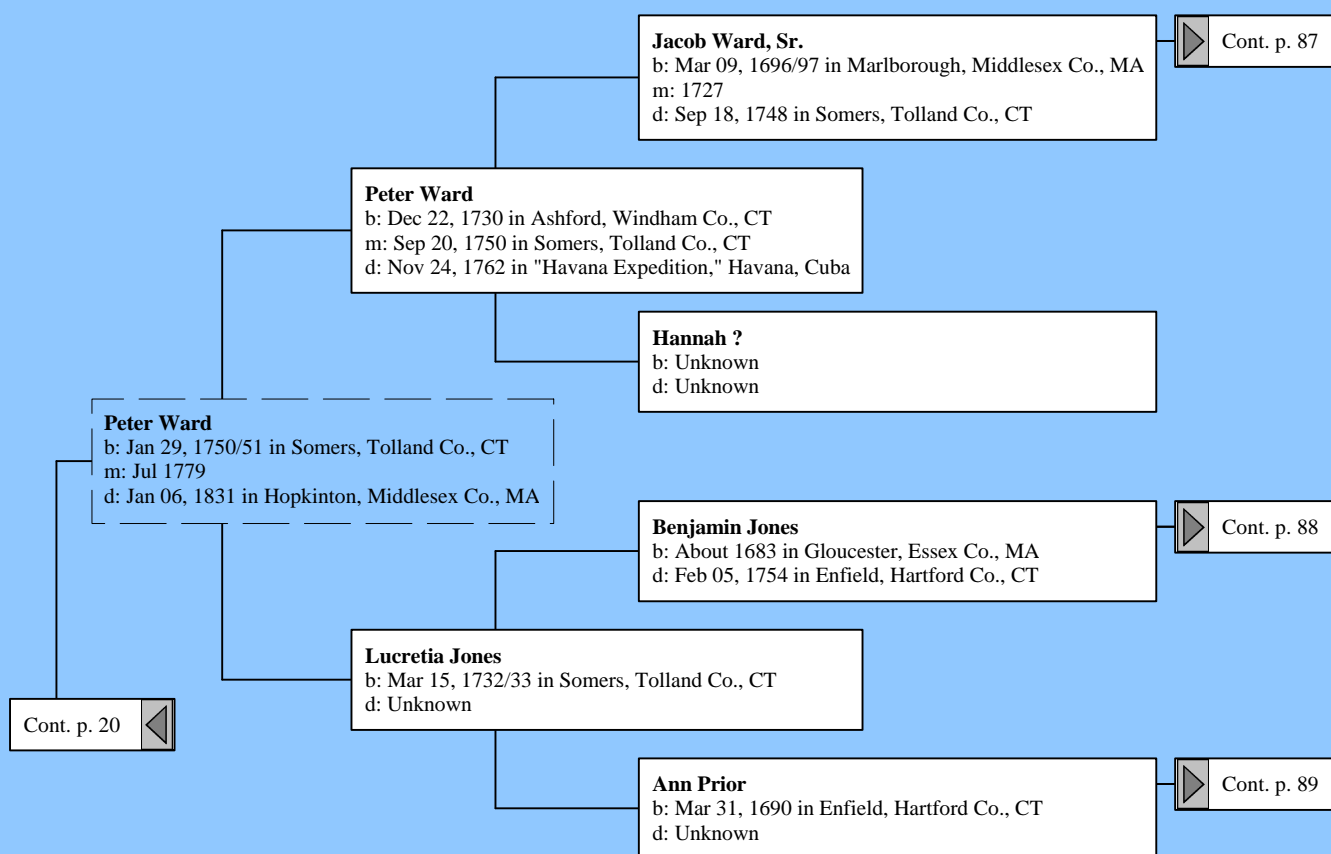 Jacob Ward, Sr.
b: Mar 09, 1696/97 in Marlborough, Middlesex Co., MA
m: 1727
d: Sep 18, 1748 in Somers, Tolland Co., CT
Cont. p. 87
Peter Ward
b: Dec 22, 1730 in Ashford, Windham Co., CT
m: Sep 20, 1750 in Somers, Tolland Co., CT
d: Nov 24, 1762 in "Havana Expedition," Havana, Cuba
Hannah ?
b: Unknown
d: Unknown
Peter Ward
b: Jan 29, 1750/51 in Somers, Tolland Co., CT
m: Jul 1779
d: Jan 06, 1831 in Hopkinton, Middlesex Co., MA
Benjamin Jones
b: About 1683 in Gloucester, Essex Co., MA
d: Feb 05, 1754 in Enfield, Hartford Co., CT
Cont. p. 88
Lucretia Jones
b: Mar 15, 1732/33 in Somers, Tolland Co., CT
d: Unknown
Cont. p. 20
Ann Prior
b: Mar 31, 1690 in Enfield, Hartford Co., CT
d: Unknown
Cont. p. 89